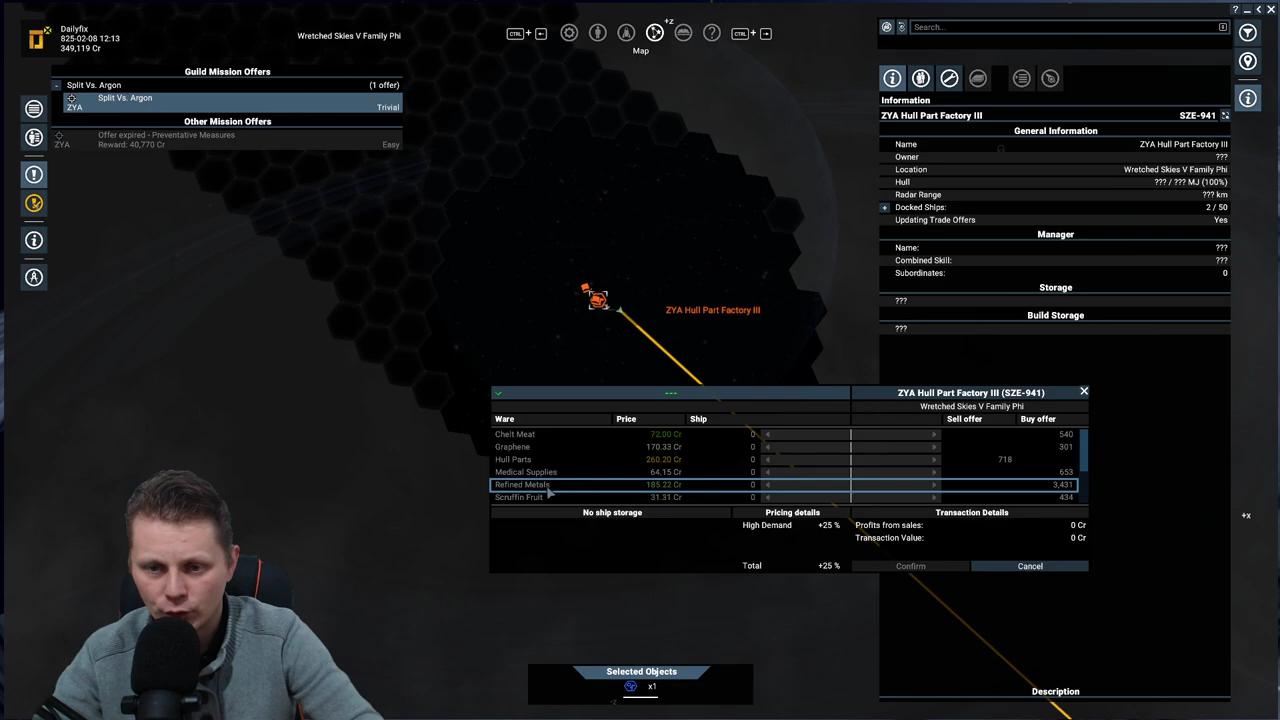 Dailyfix
825-02-08 12:13
349,119 Cr
Wretched Skies V Family Phi
CTRL +
+z
CTRL +
Map
Search...
Guild Mission Offers
Split Vs. Argon (1 offer)
Split Vs. Argon
ZYA Trivial
Other Mission Offers
Offer expired - Preventative Measures
ZYA Reward: 40,770 Cr Easy
Information
ZYA Hull Part Factory III SZE-941
General Information
Name ZYA Hull Part Factory III
Owner ???
Location Wretched Skies V Family Phi
Hull ??? / ??? MJ (100%)
Radar Range ??? km
+ Docked Ships: 2 / 50
Updating Trade Offers Yes
Manager
Name: ???
Combined Skill: ???
Subordinates: 0
Storage
???
Build Storage
???
ZYA Hull Part Factory III
--- ZYA Hull Part Factory III (SZE-941)
Wretched Skies V Family Phi
Ware Price Ship Sell offer Buy offer
Chelt Meat 72.00 Cr 0 540
Graphene 170.33 Cr 0 301
Hull Parts 260.20 Cr 0 718
Medical Supplies 64.15 Cr 0 653
Refined Metals 185.22 Cr 0 3,431
Scruffin Fruit 31.31 Cr 0 434
No ship storage Pricing details Transaction Details
High Demand +25 % Profits from sales: 0 Cr
Transaction Value: 0 Cr
Total +25 % Confirm Cancel
+x
Selected Objects
x1
-z
Description